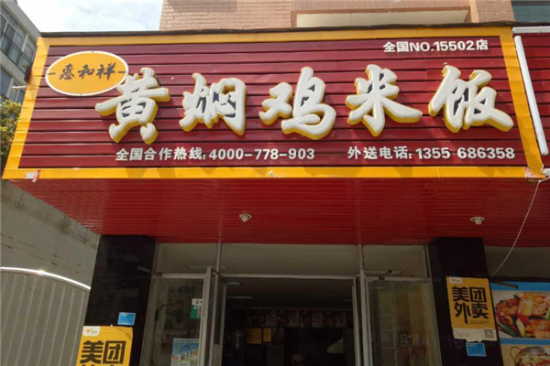 全国NO.15502店
惠和祥
黄焖鸡米饭
全国合作热线:4000-778-903 外送电话:1355 686358
美团
外卖
美团